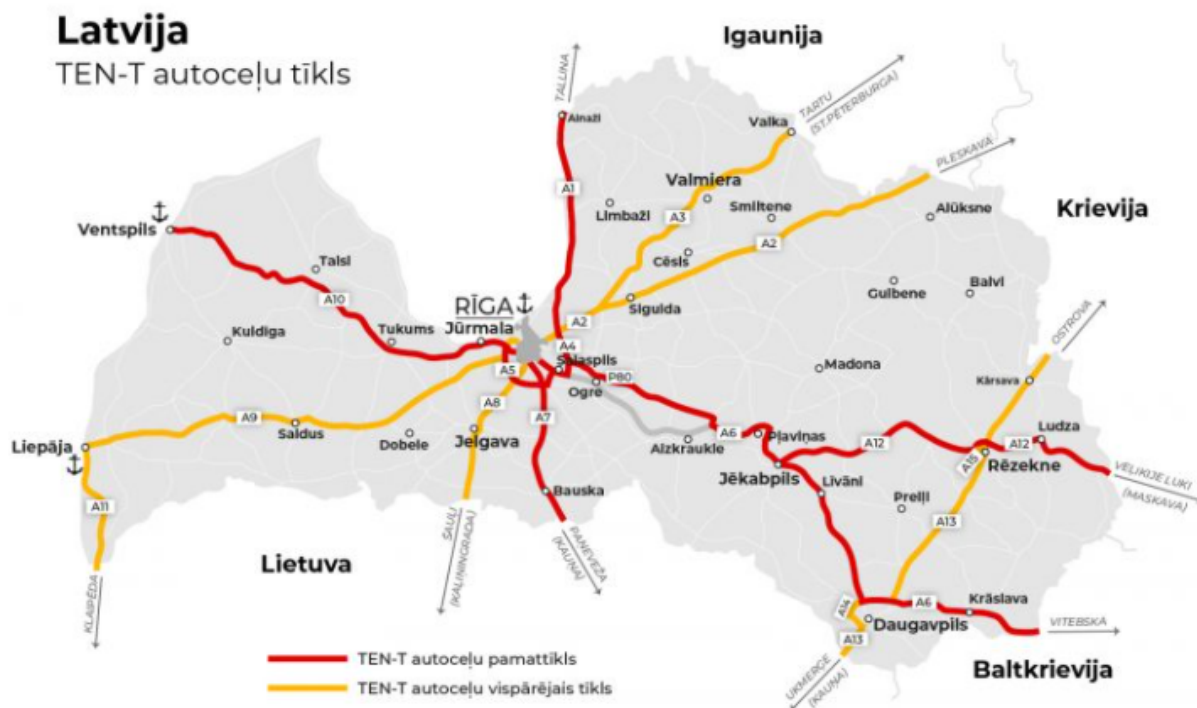 Latvija
TEN-T autoceļu tīkls
Igaunija
TALLINA
Ainaži
Valka
TARTU
(ST.PĒTERBURGA)
PLESKAVA
Krievija
A1
Valmiera
Limbaži
A3
Smiltene
Alūksne
A2
Cēsis
Ventspils
Talsi
A10
Gulbene
Balvi
Sigulda
RĪGA
A2
Kuldiga
Tukums
Jūrmala
OSTROVA
A4
Salaspils
A5
P80
Ogre
Madona
Kārsava
A8
A9
Saldus
A7
Liepāja
Dobele
Jelgava
Aizkraukle
A6
Pļaviņas
A12
A12
Ludza
A15
Rēzekne
Jēkabpils
VELIKIJE LUKI
(MASKAVA)
Bauska
Līvāni
Preiļi
A11
A13
ŠAUĻI
(KAĻIŅINGRADA)
PAŅEVEŽA
(KAUŅA)
Lietuva
KLAIPĒDA
A14
A6
Krāslava
Daugavpils
VITEBSKA
A13
UKMERGE
(KAUŅA)
Baltkrievija
TEN-T autoceļu pamattīkls
TEN-T autoceļu vispārējais tīkls